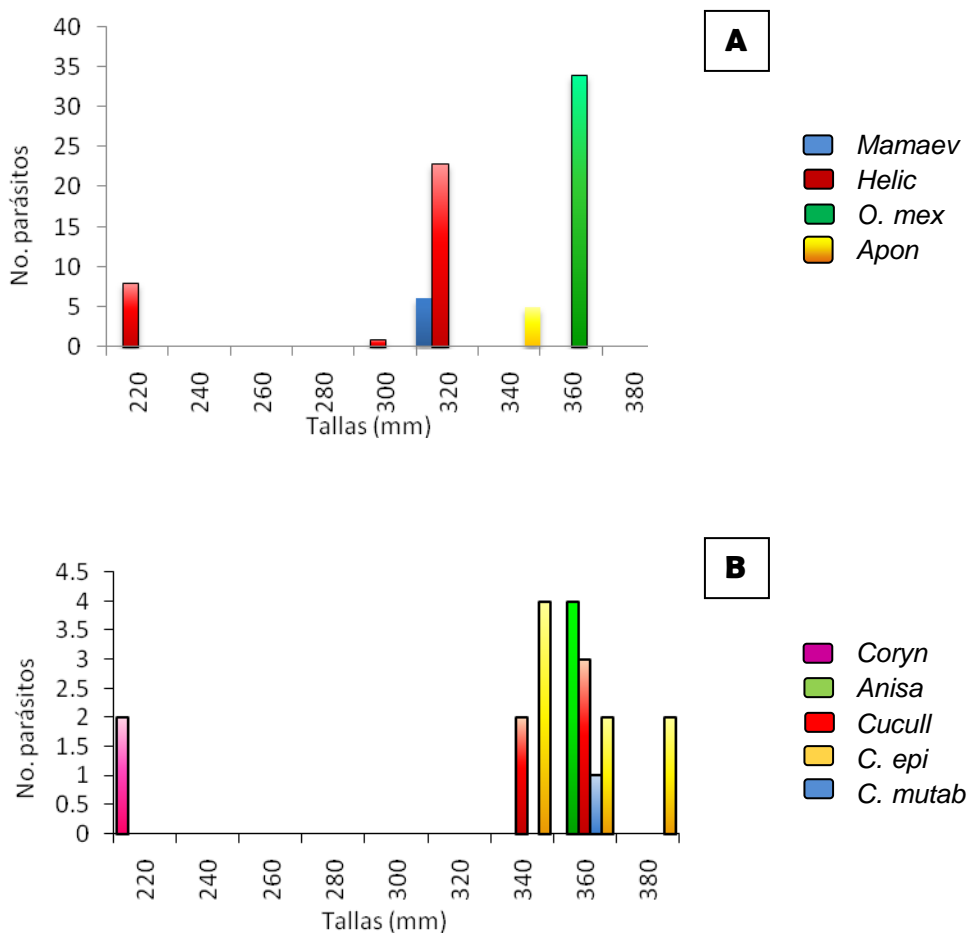 A
40
35
30
25
20
15
10
5
0
No. parásitos
220 240 260 280 300 320 340 360 380
Tallas (mm)
Mamaev
Helic
O. mex
Apon
B
4.5
4
3.5
3
2.5
2
1.5
1
0.5
0
No. parásitos
220 240 260 280 300 320 340 360 380
Tallas (mm)
Coryn
Anisa
Cucull
C. epi
C. mutab